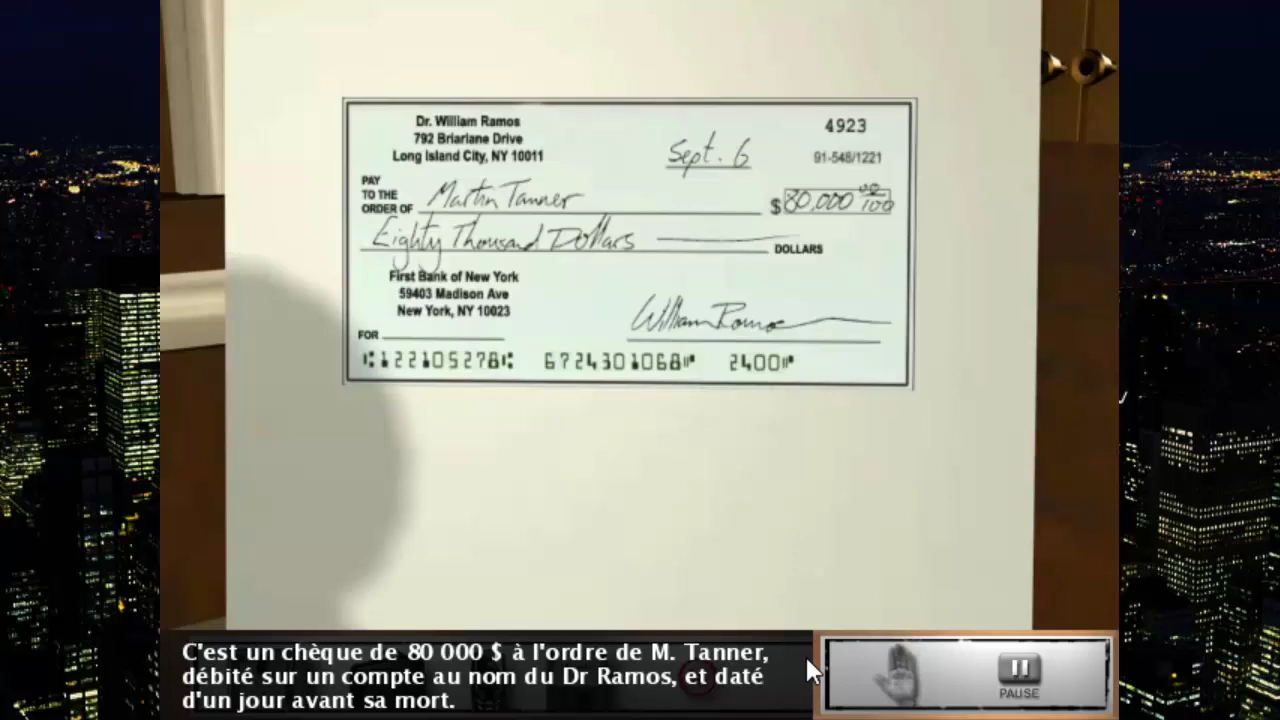 Dr. William Ramos
792 Briarlane Drive
Long Island City, NY 10011
4923
Sept. 6
91-548/1221
PAY
TO THE
ORDER OF Martin Tanner $ 80,000 00/100
Eighty Thousand Dollars DOLLARS
First Bank of New York
59403 Madison Ave
New York, NY 10023
William Ramos
FOR
⑆122105278⑆ 6724301068⑈ 2400⑈
C'est un chèque de 80 000 $ à l'ordre de M. Tanner,
débité sur un compte au nom du Dr Ramos, et daté
d'un jour avant sa mort.
PAUSE